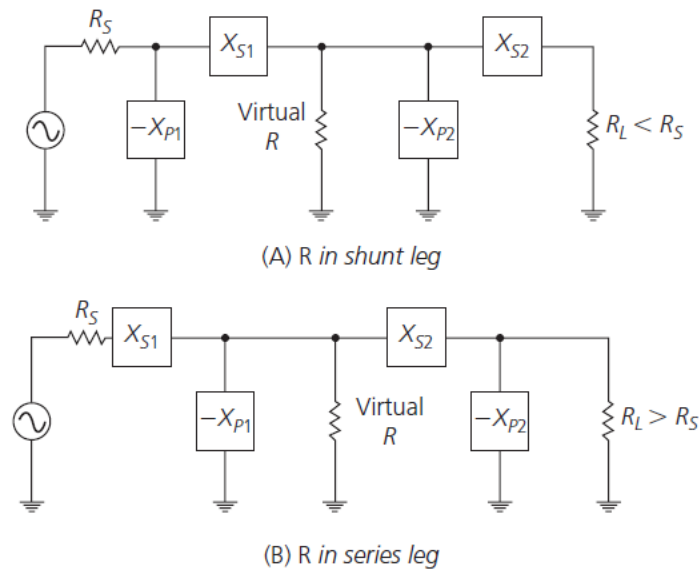 R_S
X_S1
X_S2
−X_P1
Virtual
R
−X_P2
R_L < R_S
(A) R in shunt leg
R_S
X_S1
X_S2
−X_P1
Virtual
R
−X_P2
R_L > R_S
(B) R in series leg